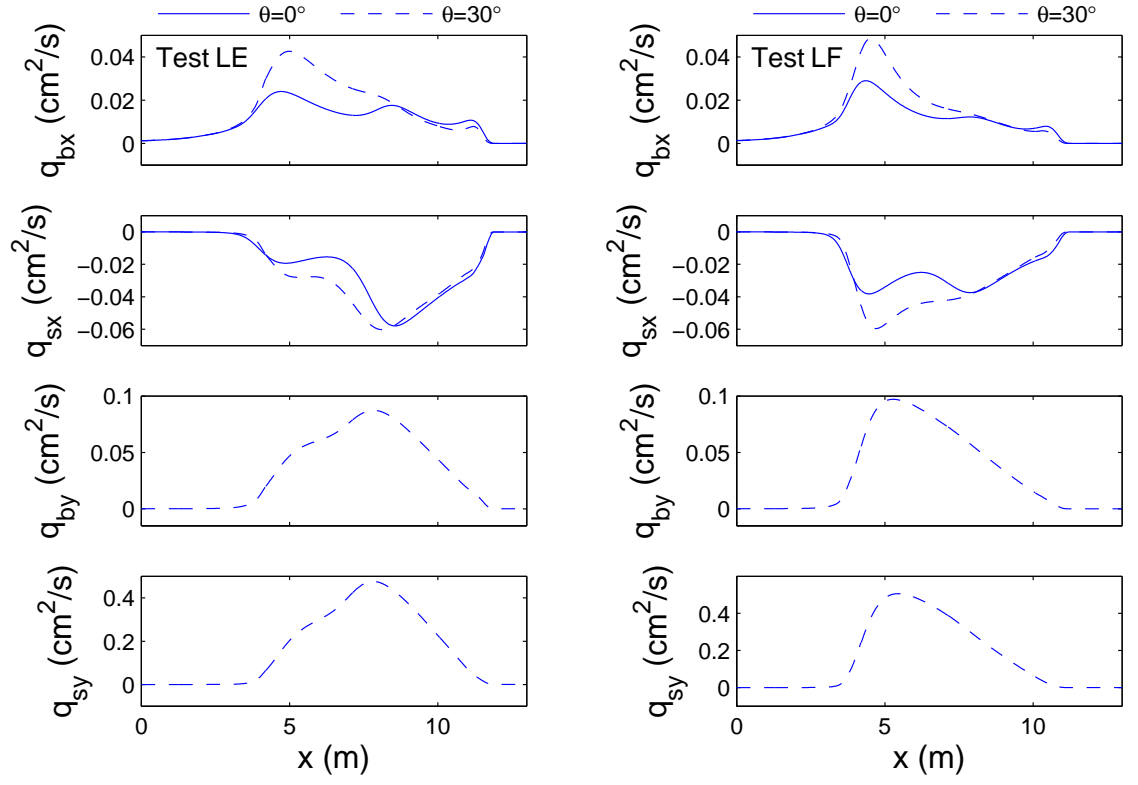 θ=0° θ=30° θ=0° θ=30°
Test LE
q_bx (cm²/s)
0.04
0.02
0
Test LF
q_bx (cm²/s)
0.04
0.02
0
q_sx (cm²/s)
0
−0.02
−0.04
−0.06
q_sx (cm²/s)
0
−0.02
−0.04
−0.06
q_by (cm²/s)
0.1
0.05
0
q_by (cm²/s)
0.1
0.05
0
q_sy (cm²/s)
0.4
0.2
0
0 5 10
x (m)
q_sy (cm²/s)
0.4
0.2
0
0 5 10
x (m)